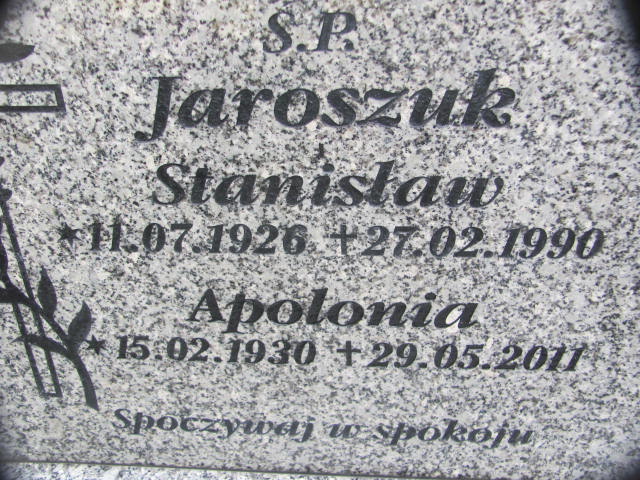 Ś.P.
Jaroszuk
Stanisław
★11.07.1926 ✝27.02.1990
Apolonia
★15.02.1930 ✝29.05.2011
Spoczywaj w spokoju